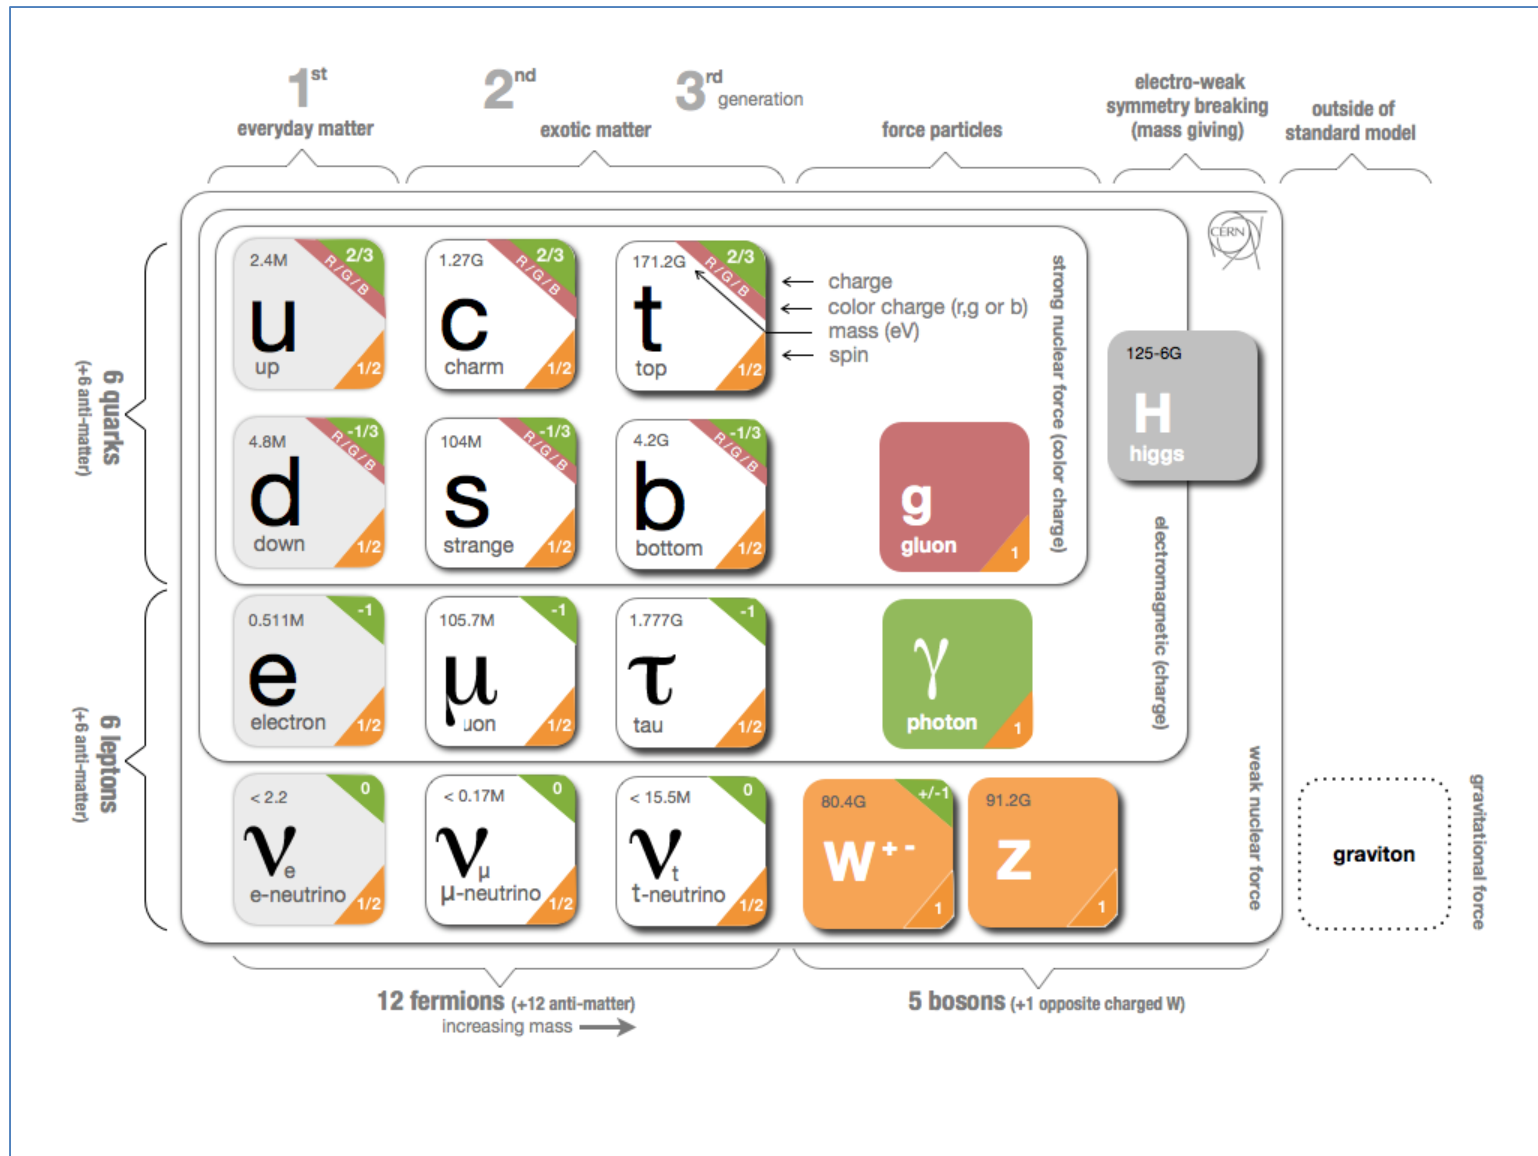 1st
2nd
3rd generation
everyday matter
exotic matter
force particles
electro-weak
symmetry breaking
(mass giving)
outside of
standard model
6 quarks
(+6 anti-matter)
6 leptons
(+6 anti-matter)
2.4M
2/3
R/G/B
u
up
1/2
1.27G
2/3
R/G/B
c
charm
1/2
171.2G
2/3
R/G/B
t
top
1/2
charge
color charge (r,g or b)
mass (eV)
spin
strong nuclear force (color charge)
CERN
125-6G
H
higgs
4.8M
-1/3
R/G/B
d
down
1/2
104M
-1/3
R/G/B
s
strange
1/2
4.2G
-1/3
R/G/B
b
bottom
1/2
g
gluon
1
electromagnetic (charge)
0.511M
-1
e
electron
1/2
105.7M
-1
μ
uon
1/2
1.777G
-1
τ
tau
1/2
γ
photon
1
weak nuclear force
< 2.2
0
νe
e-neutrino
1/2
< 0.17M
0
νμ
μ-neutrino
1/2
< 15.5M
0
νt
t-neutrino
1/2
80.4G
+/-1
W+-
1
91.2G
Z
1
graviton
gravitational force
12 fermions (+12 anti-matter)
increasing mass
5 bosons (+1 opposite charged W)